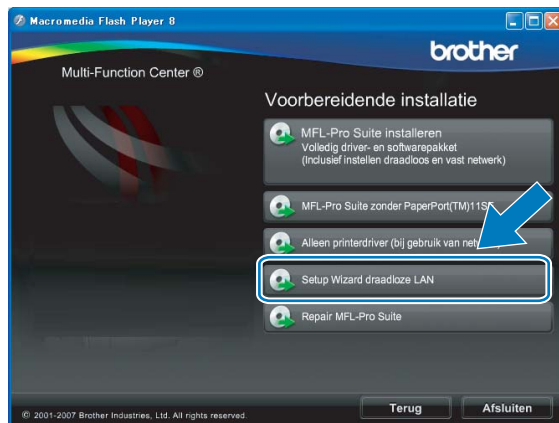 Macromedia Flash Player 8
brother
Multi-Function Center ®
Voorbereidende installatie
MFL-Pro Suite installeren
Volledig driver- en softwarepakket
(Inclusief instellen draadloos en vast netwerk)
MFL-Pro Suite zonder PaperPort(TM)11SE
Alleen printerdriver (bij gebruik van
Setup Wizard draadloze LAN
Repair MFL-Pro Suite
© 2001-2007 Brother Industries, Ltd. All rights reserved.
Terug
Afsluiten